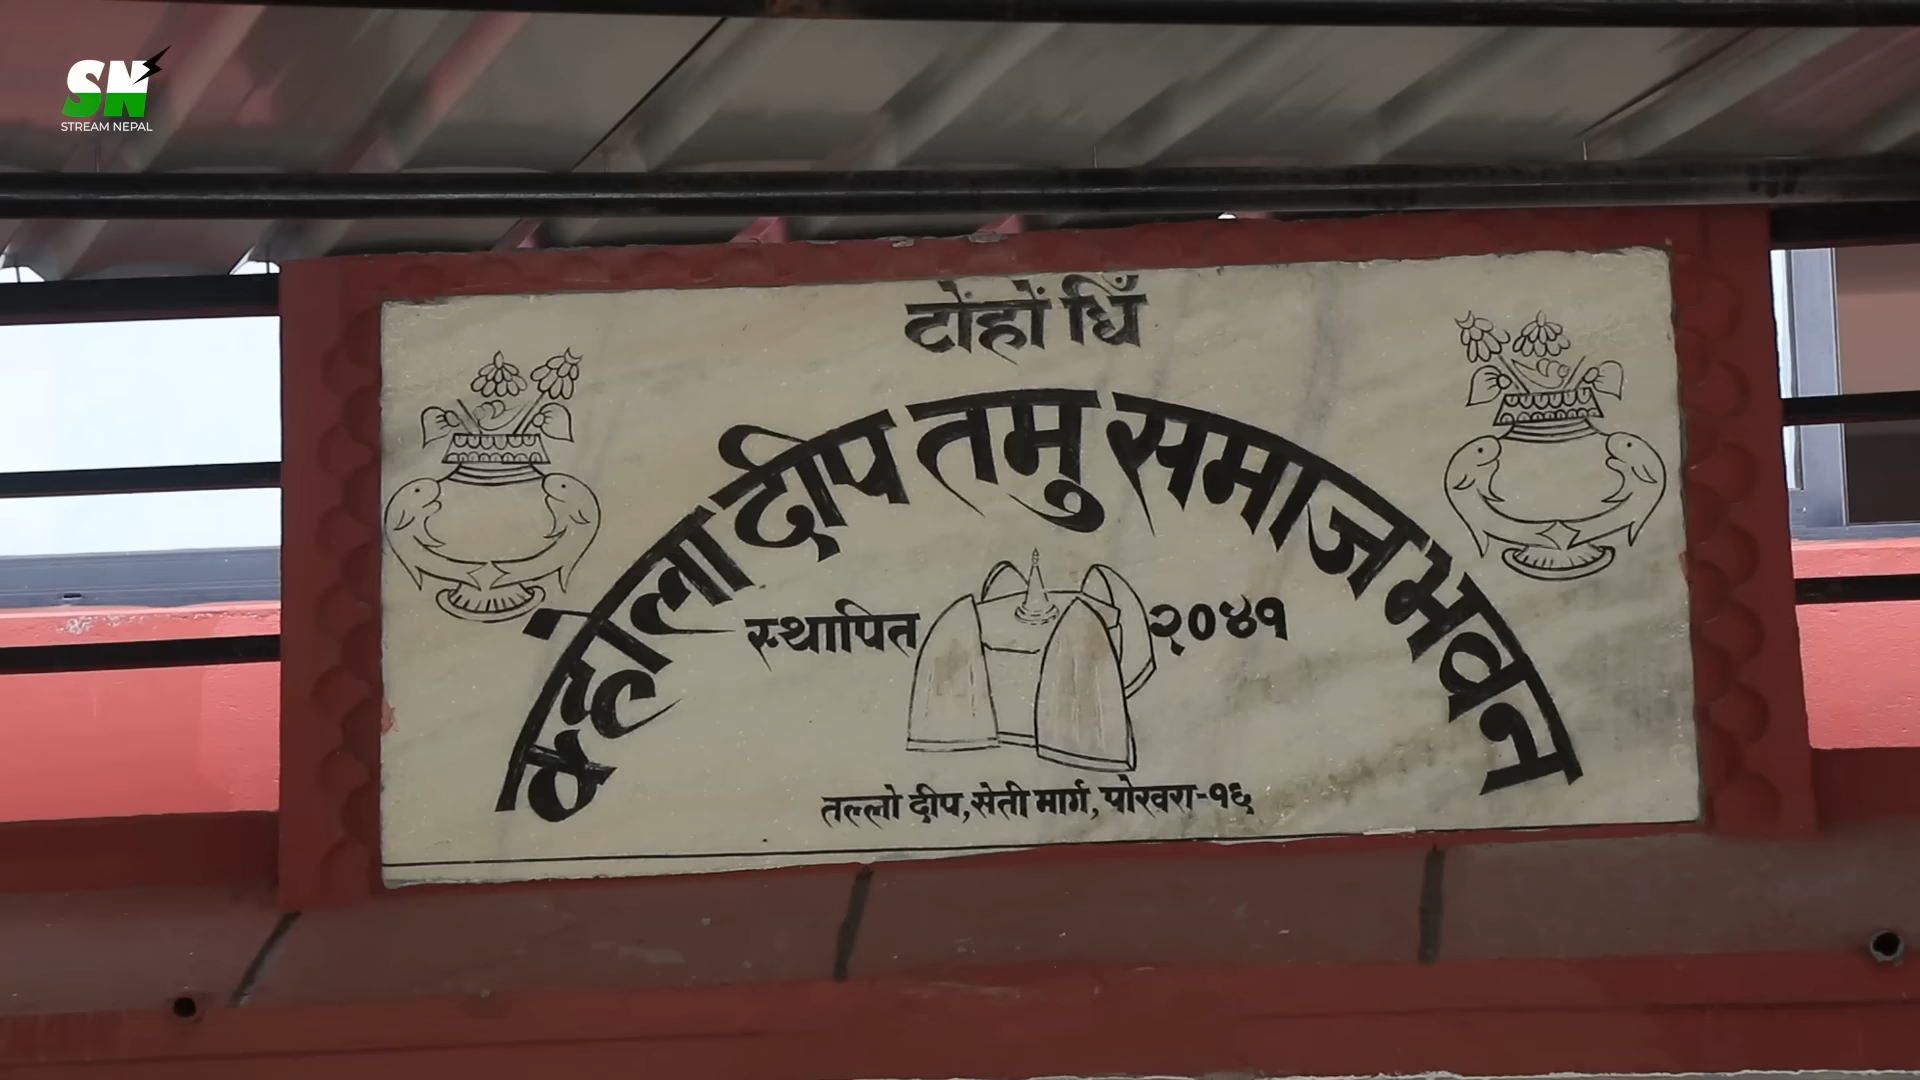 SN
STREAM NEPAL
टोंहों धिँ
दीप तमु समाज भवन
स्थापित २०४१
तल्लो दीप, सेती मार्ग, पोखरा-१६